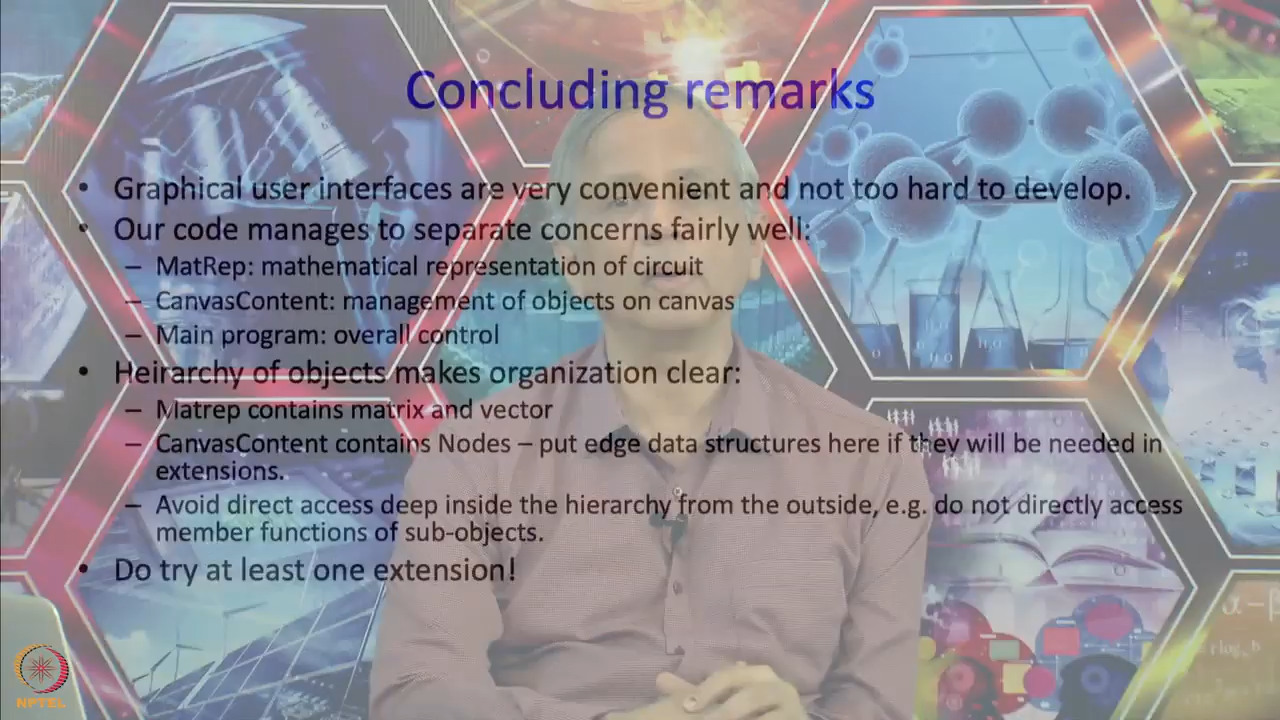 Concluding remarks
• Graphical user interfaces are very convenient and not too hard to develop.
• Our code manages to separate concerns fairly well:
– MatRep: mathematical representation of circuit
– CanvasContent: management of objects on canvas
– Main program: overall control
• Heirarchy of objects makes organization clear:
– Matrep contains matrix and vector
– CanvasContent contains Nodes – put edge data structures here if they will be needed in
extensions.
– Avoid direct access deep inside the hierarchy from the outside, e.g. do not directly access
member functions of sub-objects.
• Do try at least one extension!
H₂O
NPTEL